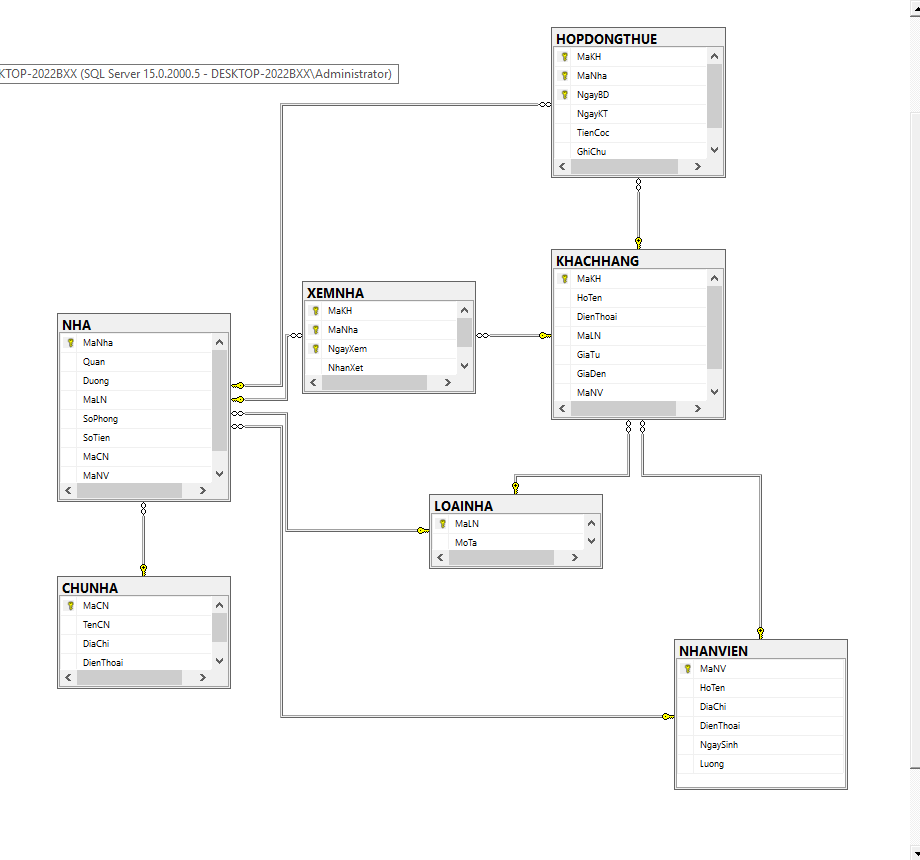 KTOP-2022BXX (SQL Server 15.0.2000.5 - DESKTOP-2022BXX\Administrator)
HOPDONGTHUE
MaKH
MaNha
NgayBD
NgayKT
TienCoc
GhiChu
KHACHHANG
MaKH
HoTen
DienThoai
MaLN
GiaTu
GiaDen
MaNV
XEMNHA
MaKH
MaNha
NgayXem
NhanXet
NHA
MaNha
Quan
Duong
MaLN
SoPhong
SoTien
MaCN
MaNV
LOAINHA
MaLN
MoTa
CHUNHA
MaCN
TenCN
DiaChi
DienThoai
NHANVIEN
MaNV
HoTen
DiaChi
DienThoai
NgaySinh
Luong